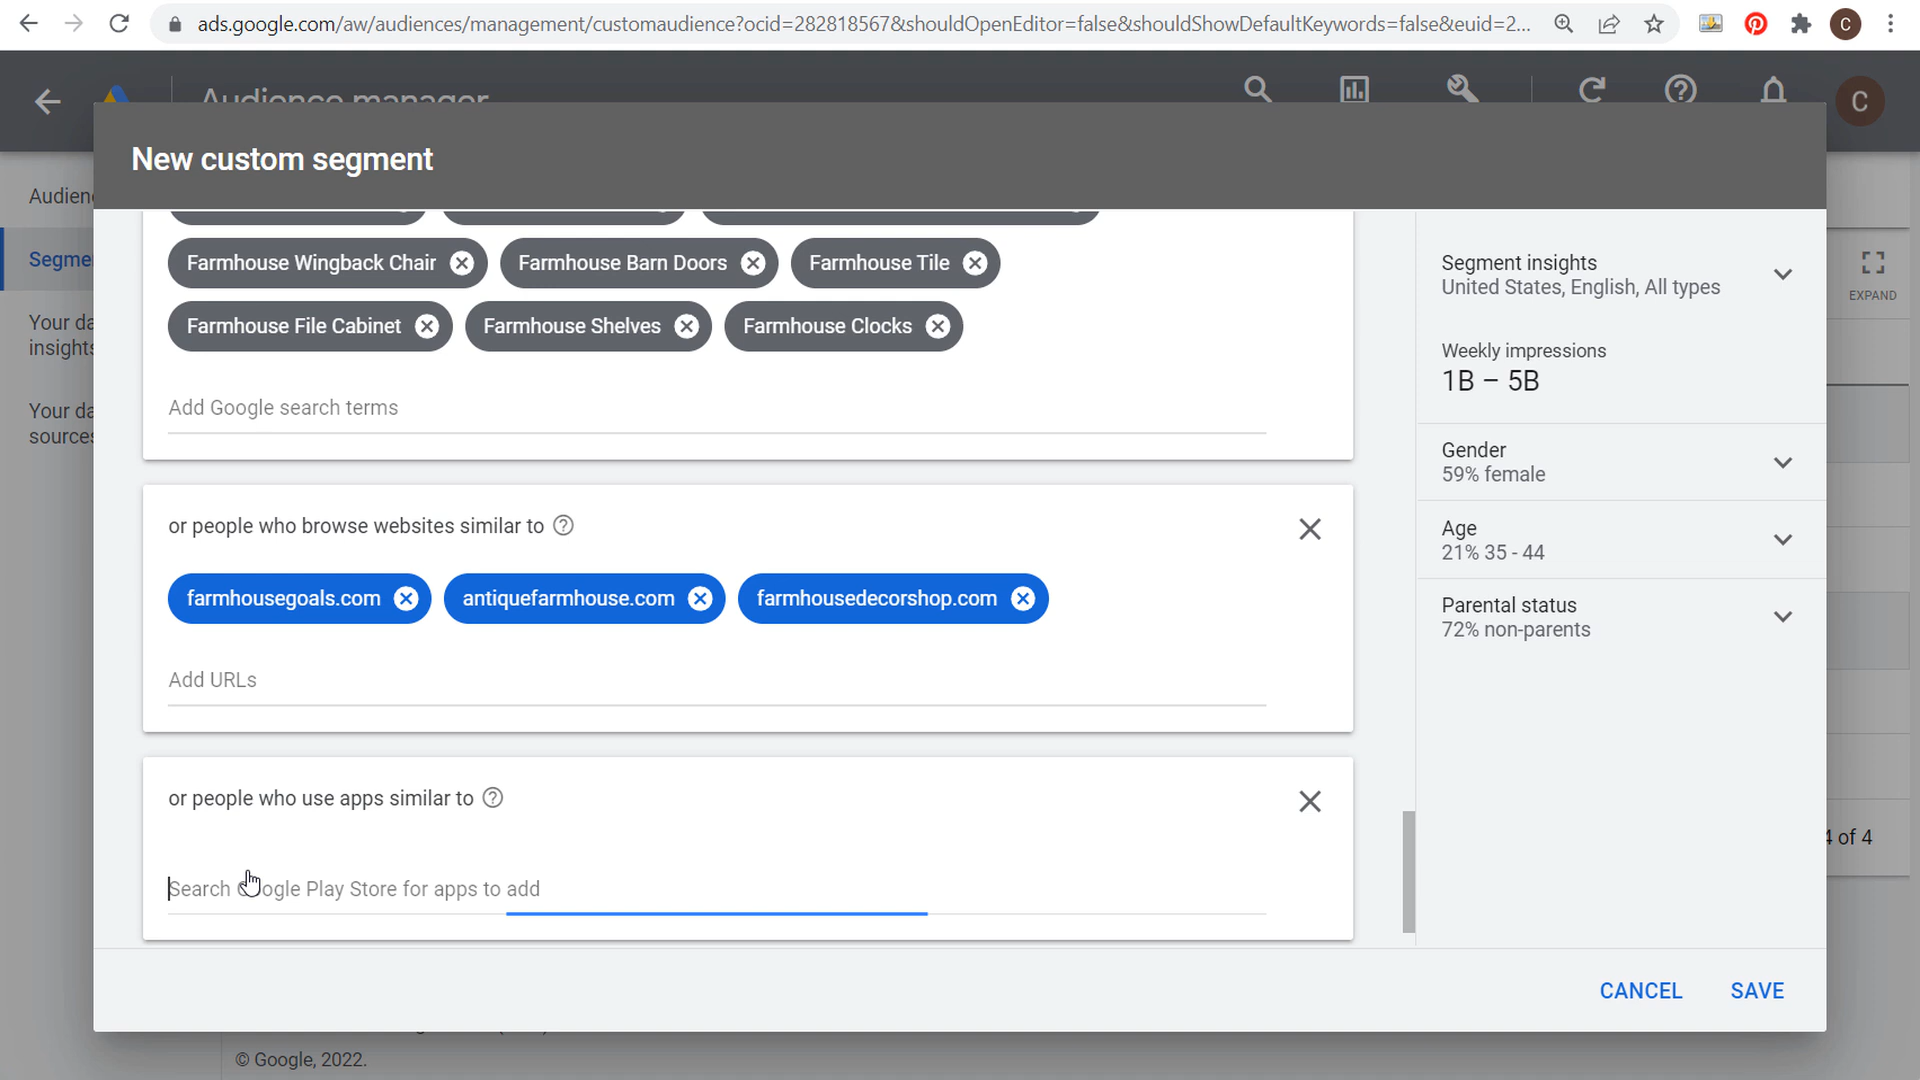 ads.google.com/aw/audiences/management/customaudience?ocid=282818567&shouldOpenEditor=false&shouldShowDefaultKeywords=false&euid=2...
C
Audience manager
C
New custom segment
Audien
Segme
Your da
insights
Your da
sources
EXPAND
Farmhouse Wingback Chair
Farmhouse Barn Doors
Farmhouse Tile
Farmhouse File Cabinet
Farmhouse Shelves
Farmhouse Clocks
Add Google search terms
or people who browse websites similar to
farmhousegoals.com
antiquefarmhouse.com
farmhousedecorshop.com
Add URLs
or people who use apps similar to
Search Google Play Store for apps to add
Segment insights
United States, English, All types
Weekly impressions
1B – 5B
Gender
59% female
Age
21% 35 - 44
Parental status
72% non-parents
4 of 4
CANCEL
SAVE
© Google, 2022.